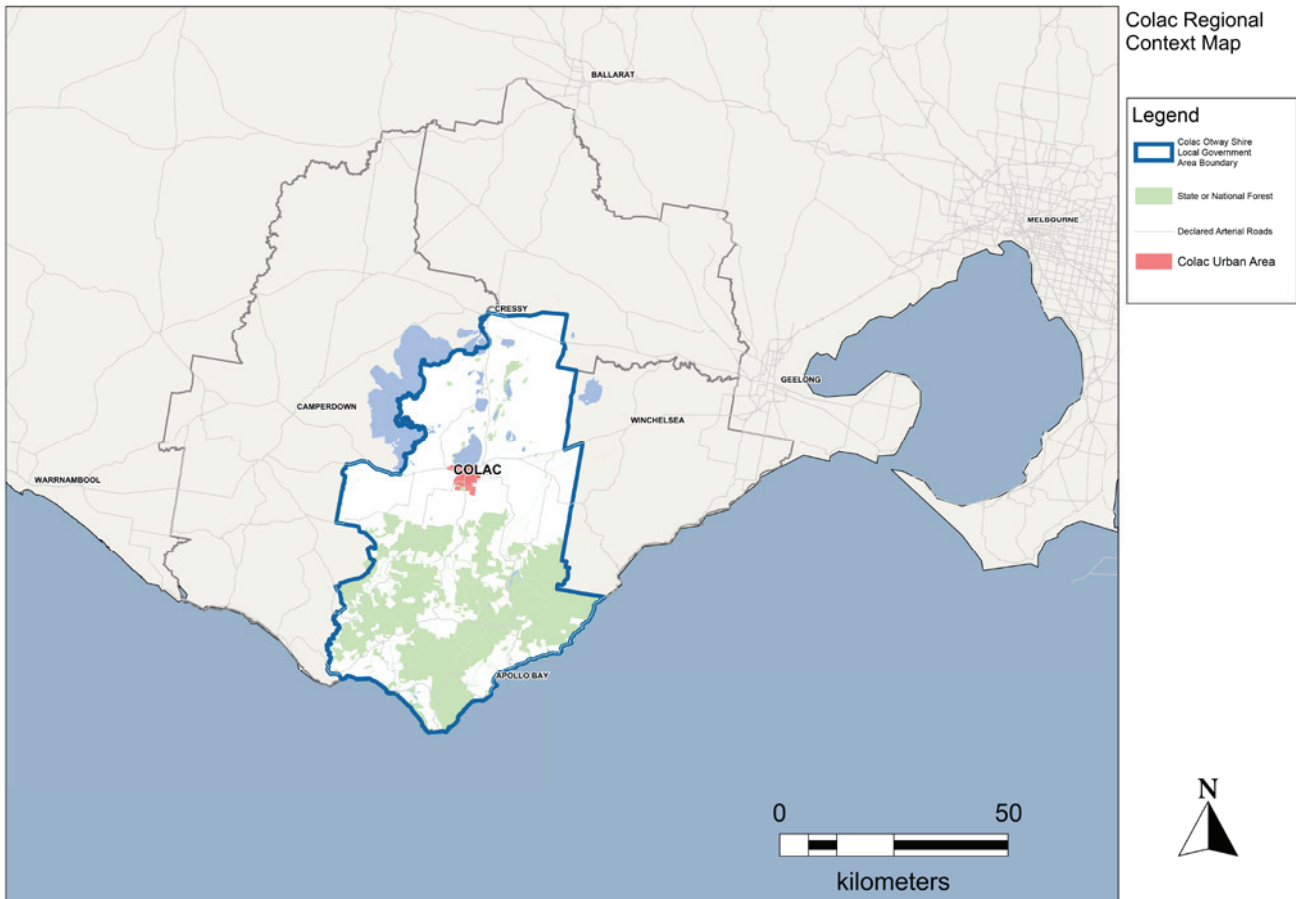 Colac Regional
Context Map
Legend
Colac Otway Shire
Local Government
Area Boundary
State or National Forest
Declared Arterial Roads
Colac Urban Area
BALLARAT
MELBOURNE
CRESSY
GEELONG
CAMPERDOWN
WINCHELSEA
COLAC
WARRNAMBOOL
APOLLO BAY
N
0 50
kilometers